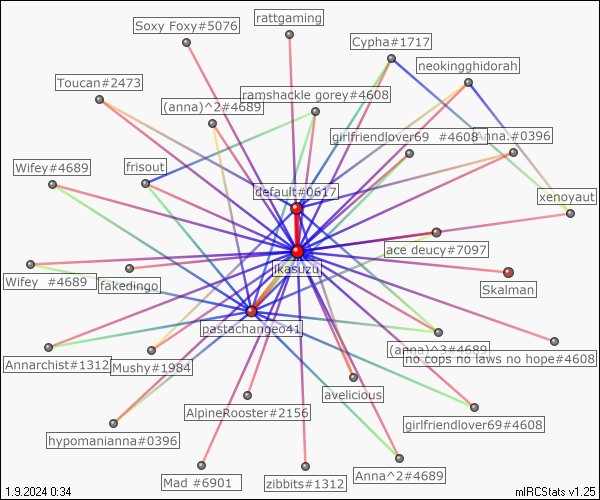 rattgaming
Soxy Foxy#5076
Cypha#1717
neokingghidorah
Toucan#2473
ramshackle gorey#4608
(anna)^2#4689
girlfriendlover69 #4608
Anna.#0396
Wifey#4689
frisout
default#0617
xenoyaut
ace deucy#7097
jikasuzu
Wifey #4689
fakedingo
Skalman
pastachangeo41
(anna)^3#4689
no cops no laws no hope#4608
Annarchist#1312
Mushy#1984
avelicious
AlpineRooster#2156
girlfriendlover69#4608
hypomanianna#0396
Anna^2#4689
Mad #6901
zibbits#1312
1.9.2024 0:34
mIRCStats v1.25